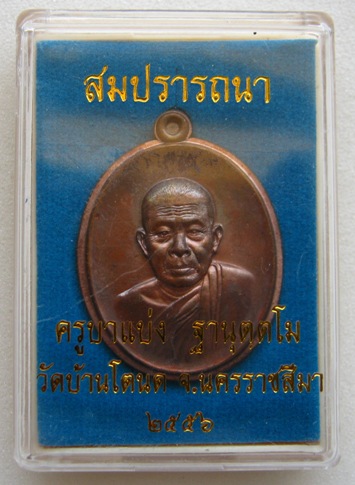 สมปรารถนา
ครูบาแบ่ง ฐานุตฺตโม
วัดบ้านโตนด จ.นครราชสีมา
๒๕๕๖